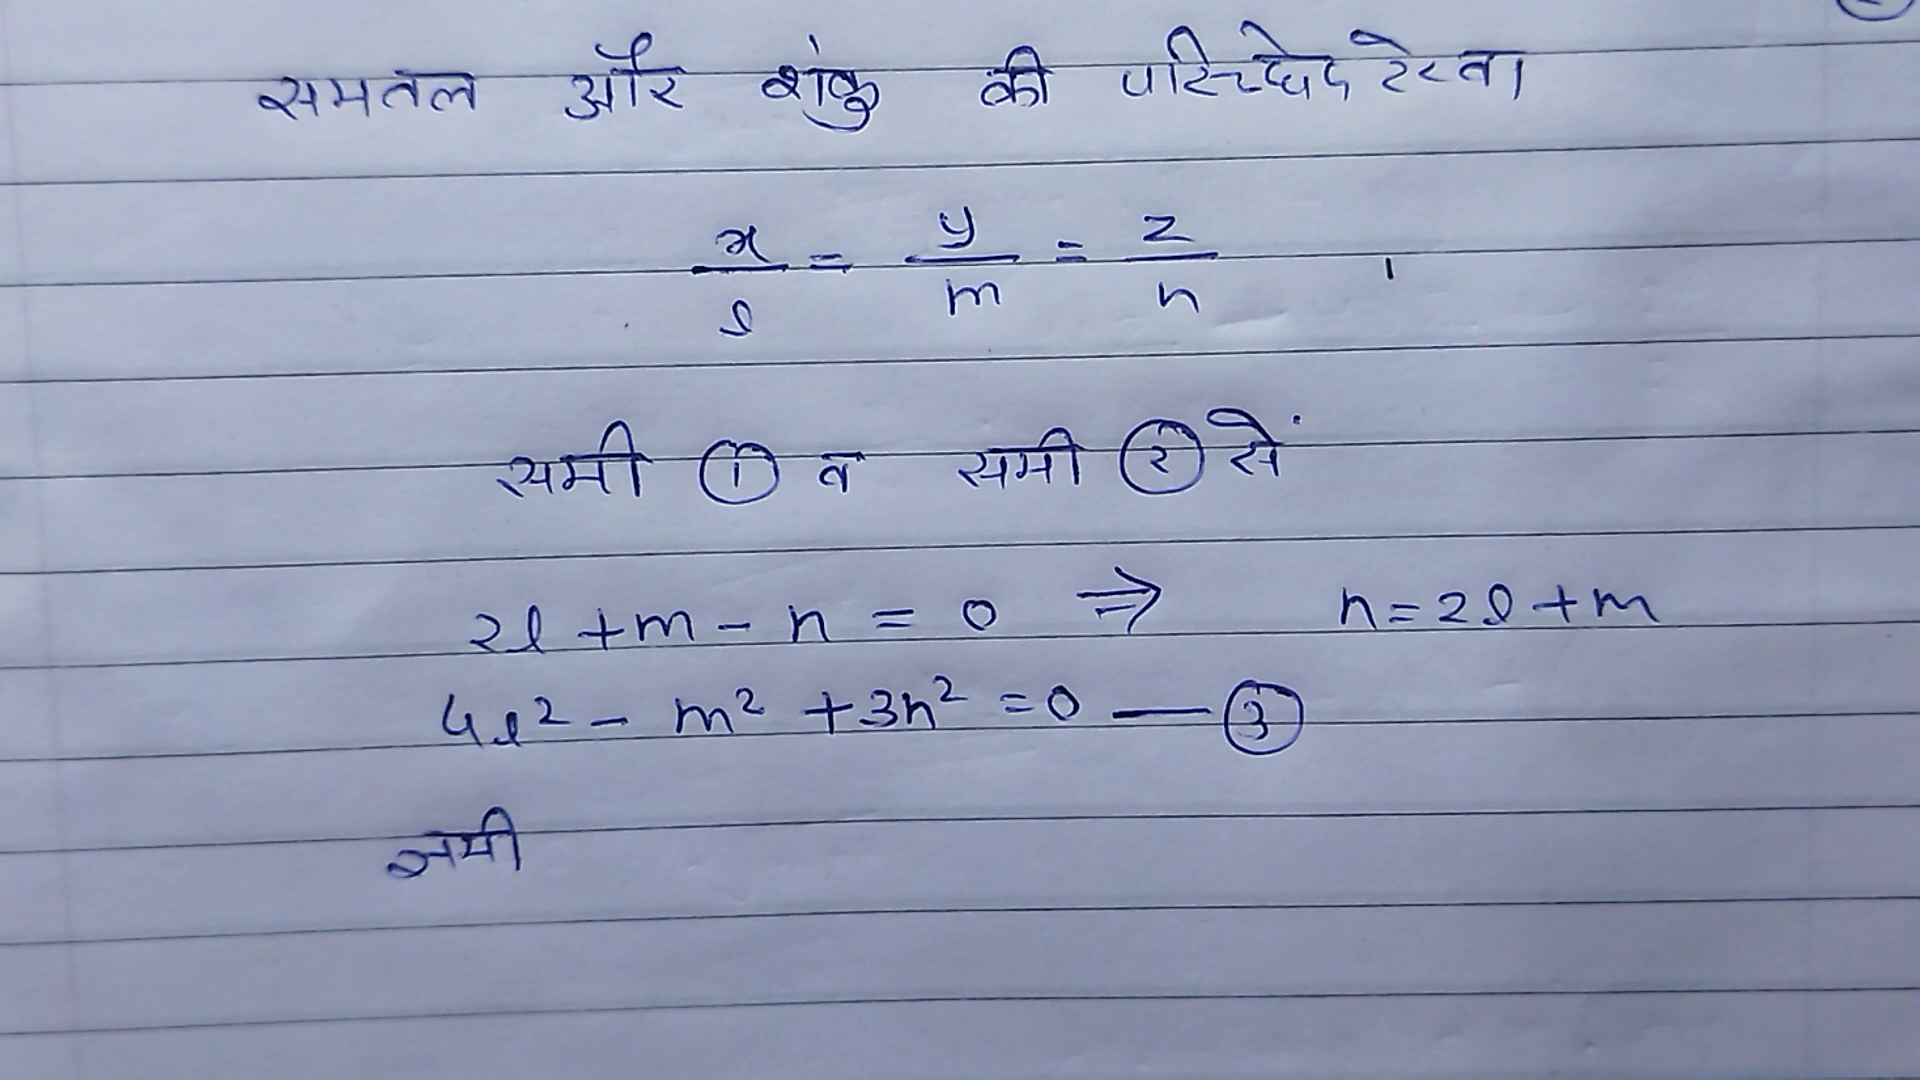 समतल और शंकु की परिच्छेद रेखा
x/l = y/m = z/n ,
समी ① व समी ② से
2l + m - n = 0 ⇒ n = 2l + m
4l² - m² + 3n² = 0 — ③
समी